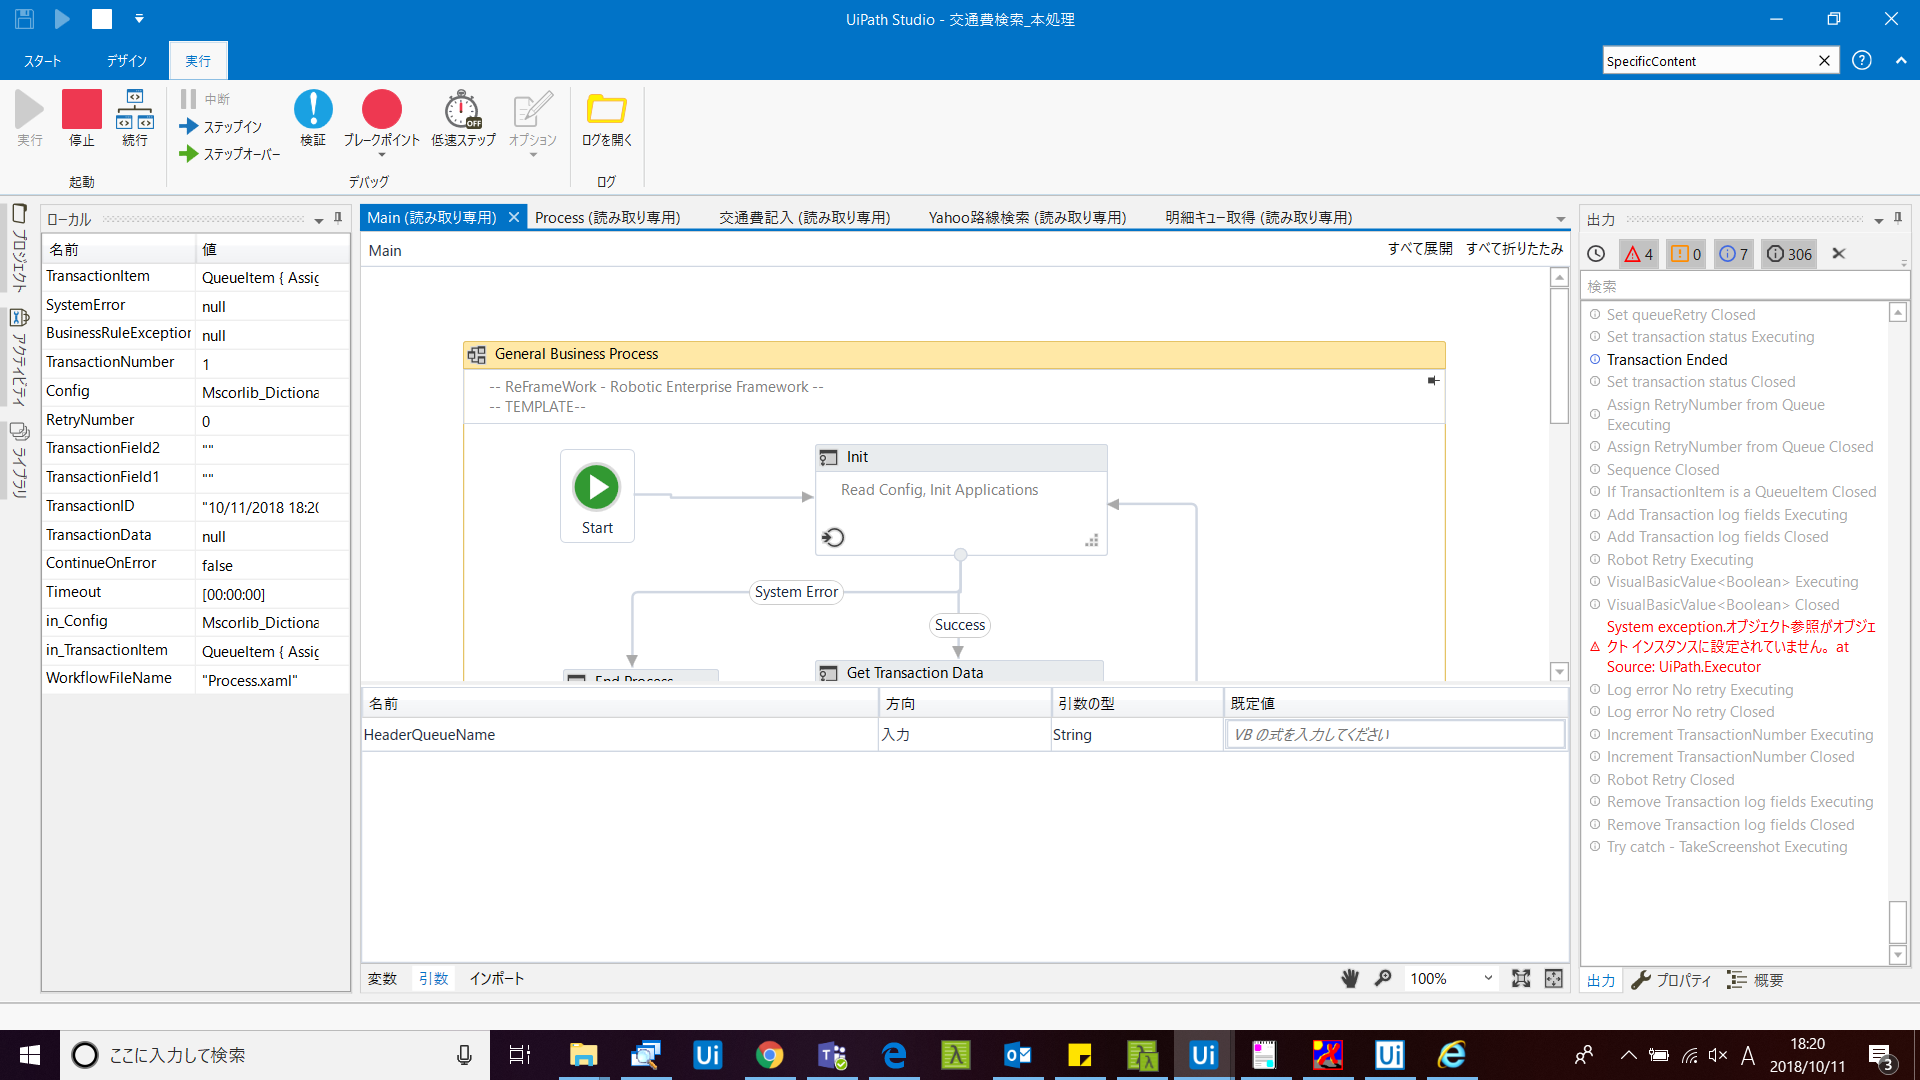 UiPath Studio - 交通費検索_本処理
スタート
デザイン
実行
SpecificContent
実行
停止
続行
中断
ステップイン
ステップオーバー
検証
ブレークポイント
低速ステップ
OFF
オプション
ログを開く
起動
デバッグ
ログ
プロジェクト
アクティビティ
ライブラリ
ローカル
名前 値
TransactionItem QueueItem { Assig
SystemError null
BusinessRuleException null
TransactionNumber 1
Config Mscorlib_Dictiona
RetryNumber 0
TransactionField2 ""
TransactionField1 ""
TransactionID "10/11/2018 18:20
TransactionData null
ContinueOnError false
Timeout [00:00:00]
in_Config Mscorlib_Dictiona
in_TransactionItem QueueItem { Assig
WorkflowFileName "Process.xaml"
Main (読み取り専用)
Process (読み取り専用)
交通費記入 (読み取り専用)
Yahoo路線検索 (読み取り専用)
明細キュー取得 (読み取り専用)
Main
すべて展開 すべて折りたたみ
General Business Process
-- ReFrameWork - Robotic Enterprise Framework --
-- TEMPLATE--
Start
Init
Read Config, Init Applications
System Error
Success
End Process
Get Transaction Data
名前 方向 引数の型 既定値
HeaderQueueName 入力 String VB の式を入力してください
変数 引数 インポート
100%
出力
4 0 7 306
検索
Set queueRetry Closed
Set transaction status Executing
Transaction Ended
Set transaction status Closed
Assign RetryNumber from Queue
Executing
Assign RetryNumber from Queue Closed
Sequence Closed
If TransactionItem is a QueueItem Closed
Add Transaction log fields Executing
Add Transaction log fields Closed
Robot Retry Executing
VisualBasicValue<Boolean> Executing
VisualBasicValue<Boolean> Closed
System exception.オブジェクト参照がオブジェ
クト インスタンスに設定されていません。 at
Source: UiPath.Executor
Log error No retry Executing
Log error No retry Closed
Increment TransactionNumber Executing
Increment TransactionNumber Closed
Robot Retry Closed
Remove Transaction log fields Executing
Remove Transaction log fields Closed
Try catch - TakeScreenshot Executing
出力 プロパティ 概要
ここに入力して検索
Ui
Ui
Ui
A
18:20
2018/10/11
3